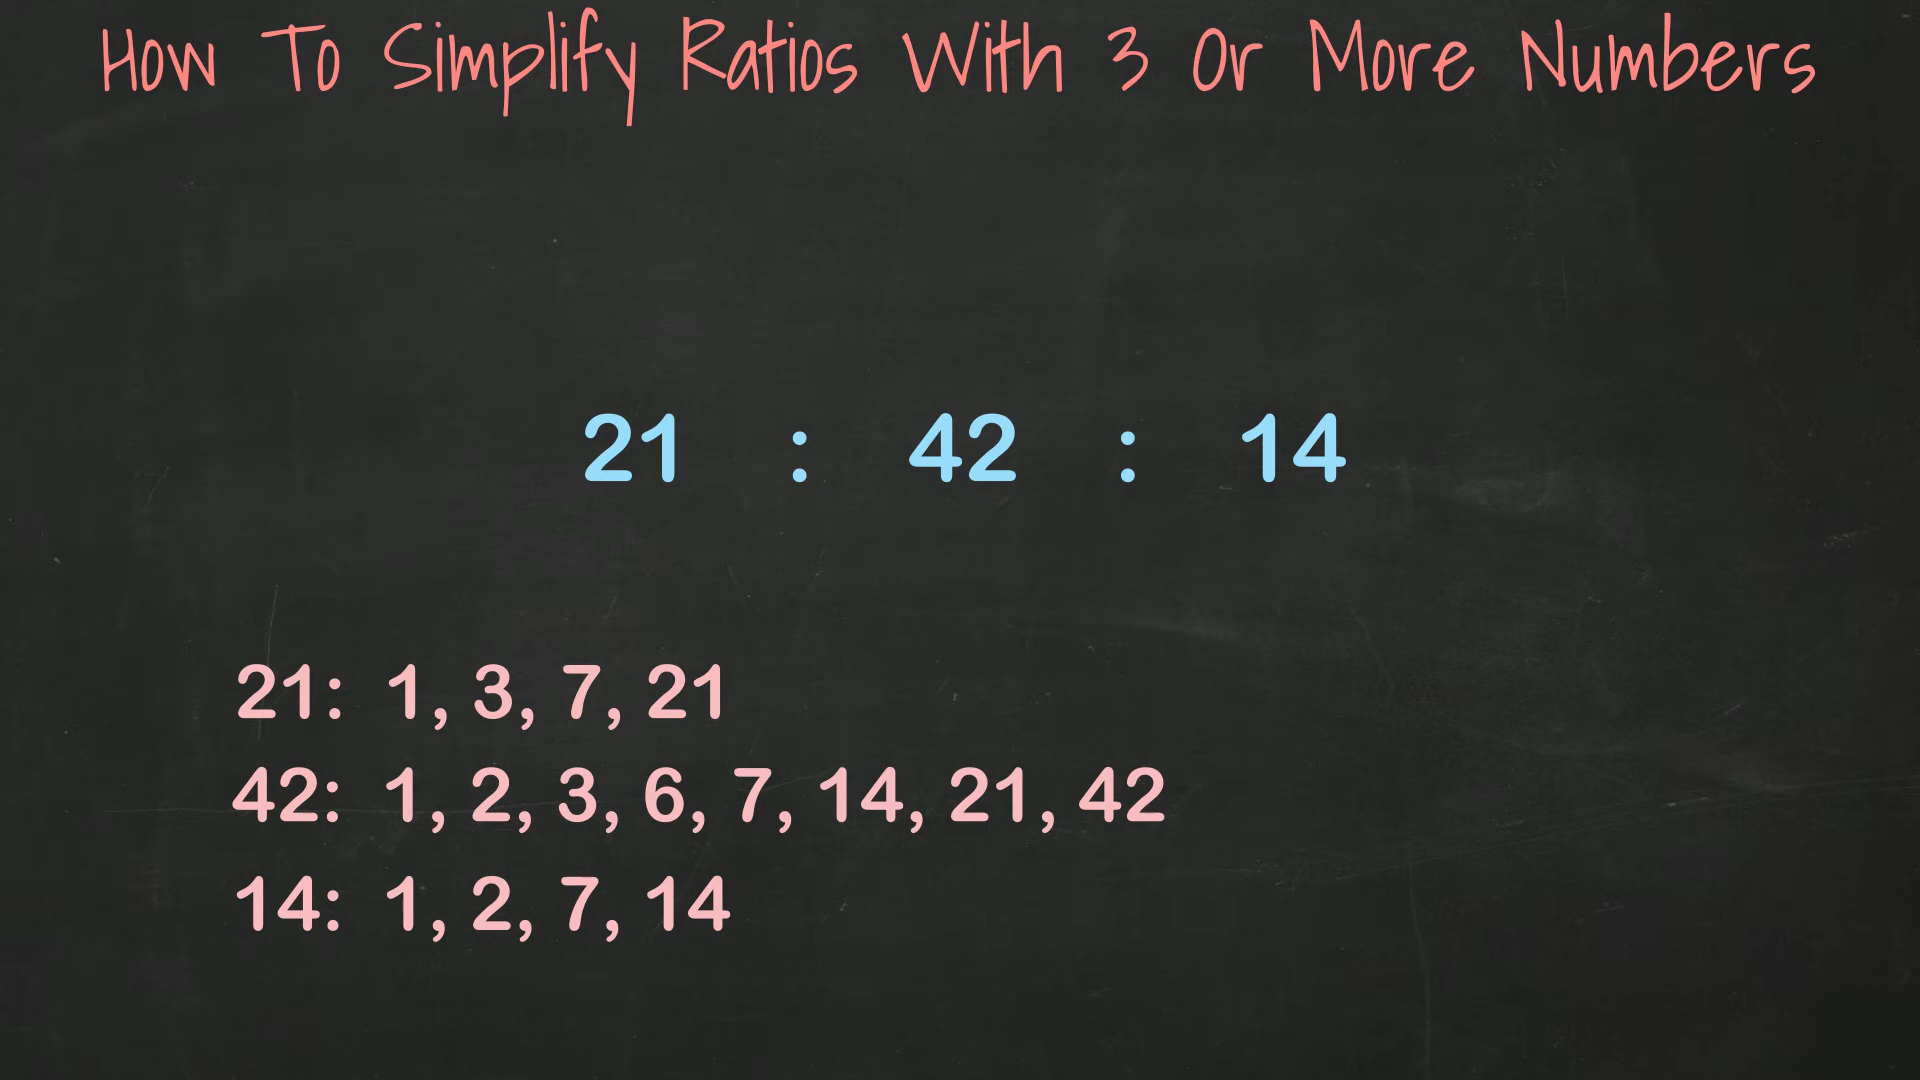 How To Simplify Ratios With 3 Or More Numbers
21 : 42 : 14
21: 1, 3, 7, 21
42: 1, 2, 3, 6, 7, 14, 21, 42
14: 1, 2, 7, 14